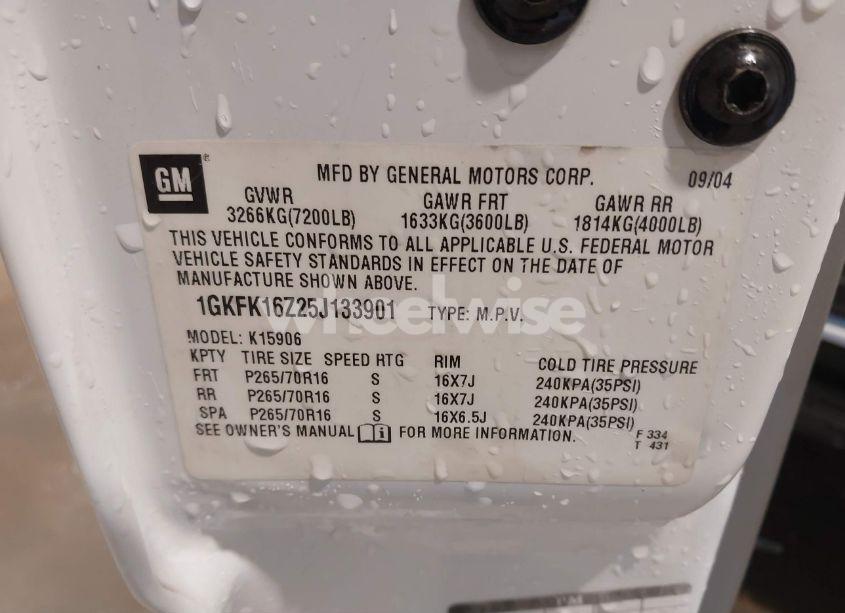 GM ®
MFD BY GENERAL MOTORS CORP. 09/04
GVWR GAWR FRT GAWR RR
3266KG(7200LB) 1633KG(3600LB) 1814KG(4000LB)
THIS VEHICLE CONFORMS TO ALL APPLICABLE U.S. FEDERAL MOTOR
VEHICLE SAFETY STANDARDS IN EFFECT ON THE DATE OF
MANUFACTURE SHOWN ABOVE.
1GKFK16Z25J133901 TYPE: M.P.V.
wheelwise
MODEL: K15906
KPTY TIRE SIZE SPEED RTG RIM COLD TIRE PRESSURE
FRT P265/70R16 S 16X7J 240KPA(35PSI)
RR P265/70R16 S 16X7J 240KPA(35PSI)
SPA P265/70R16 S 16X6.5J 240KPA(35PSI)
SEE OWNER'S MANUAL FOR MORE INFORMATION.
F 334
T 431